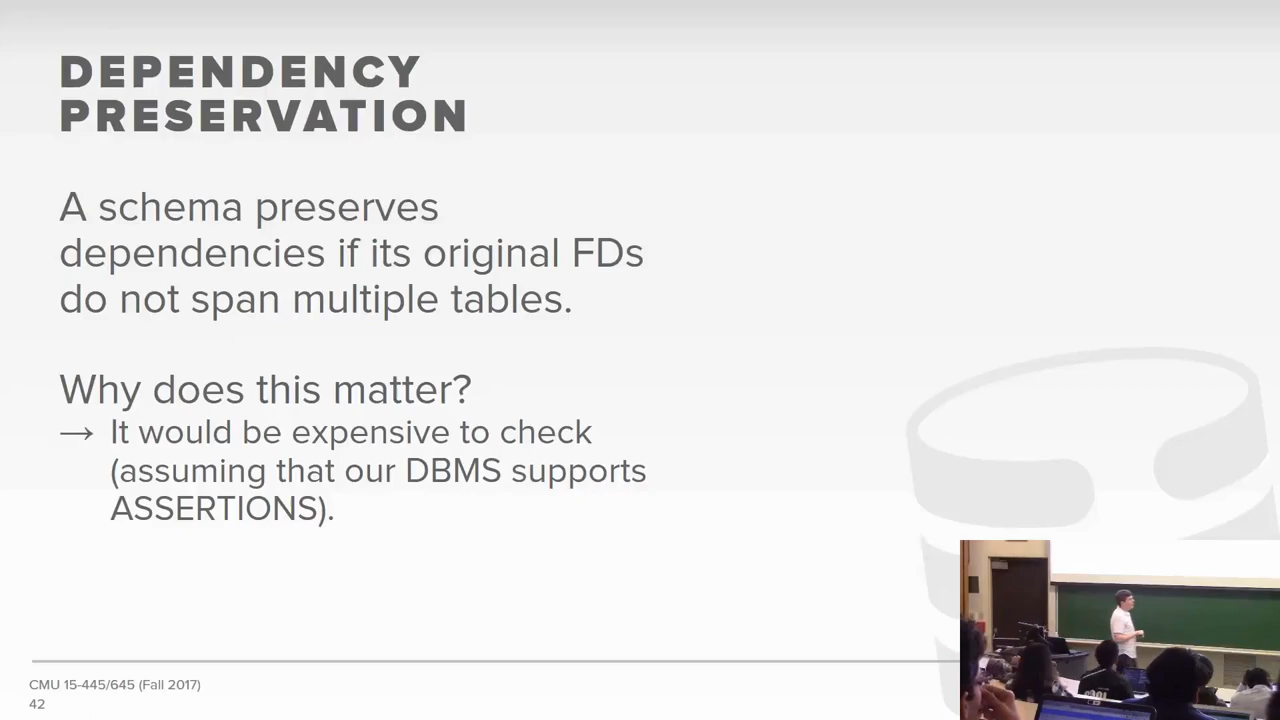 DEPENDENCY
PRESERVATION
A schema preserves
dependencies if its original FDs
do not span multiple tables.
Why does this matter?
→ It would be expensive to check
(assuming that our DBMS supports
ASSERTIONS).
CMU 15-445/645 (Fall 2017)
42